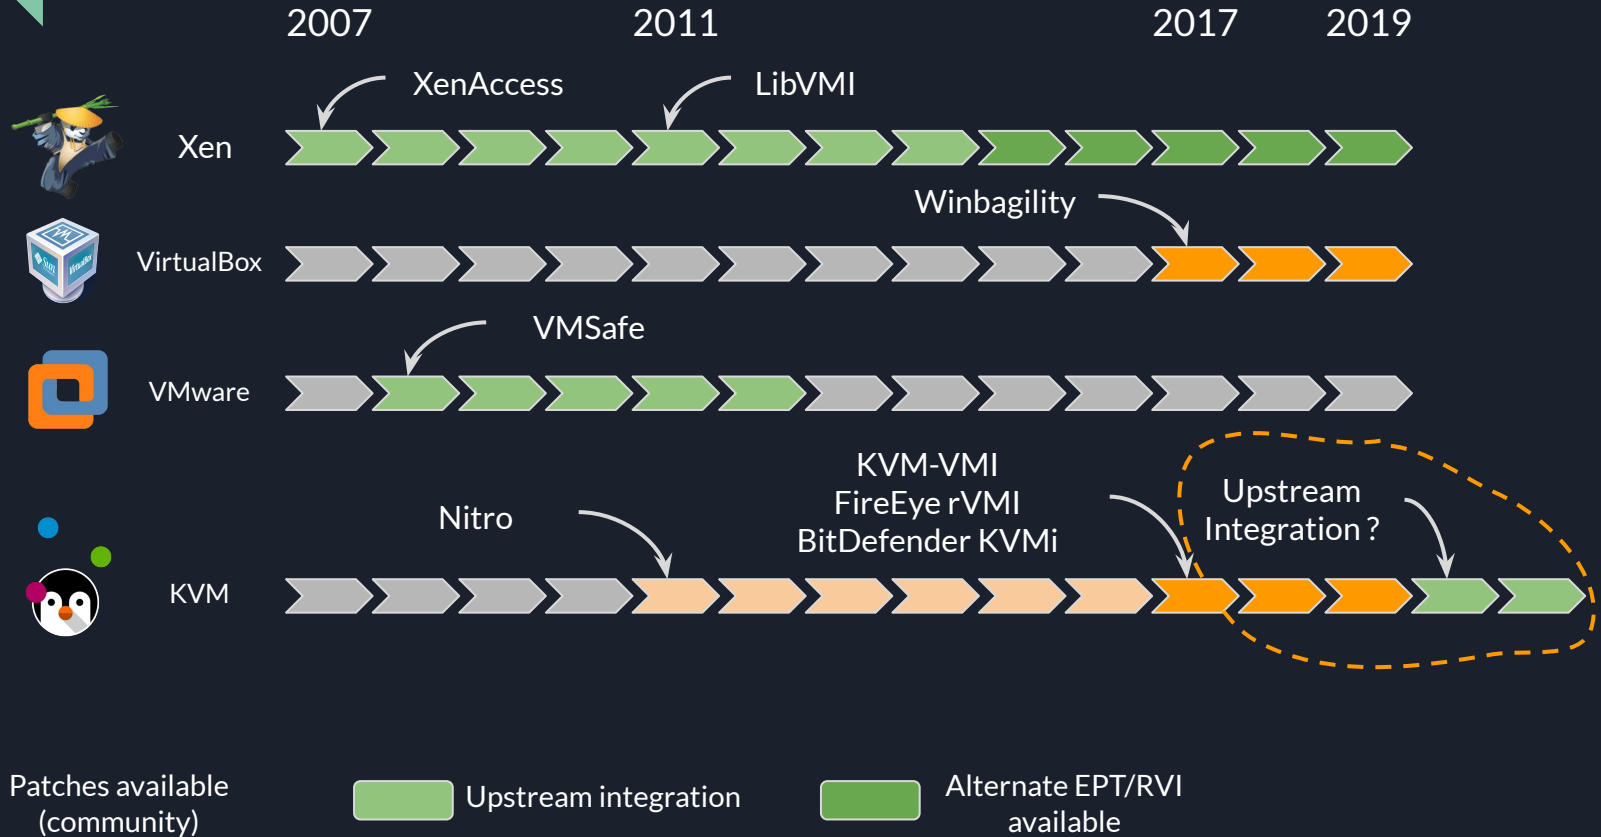 2007 2011 2017 2019
XenAccess LibVMI
Xen
Winbagility
VirtualBox
VMSafe
VMware
KVM-VMI
FireEye rVMI
BitDefender KVMi
Nitro
Upstream
Integration ?
KVM
Patches available
(community)
Upstream integration
Alternate EPT/RVI
available